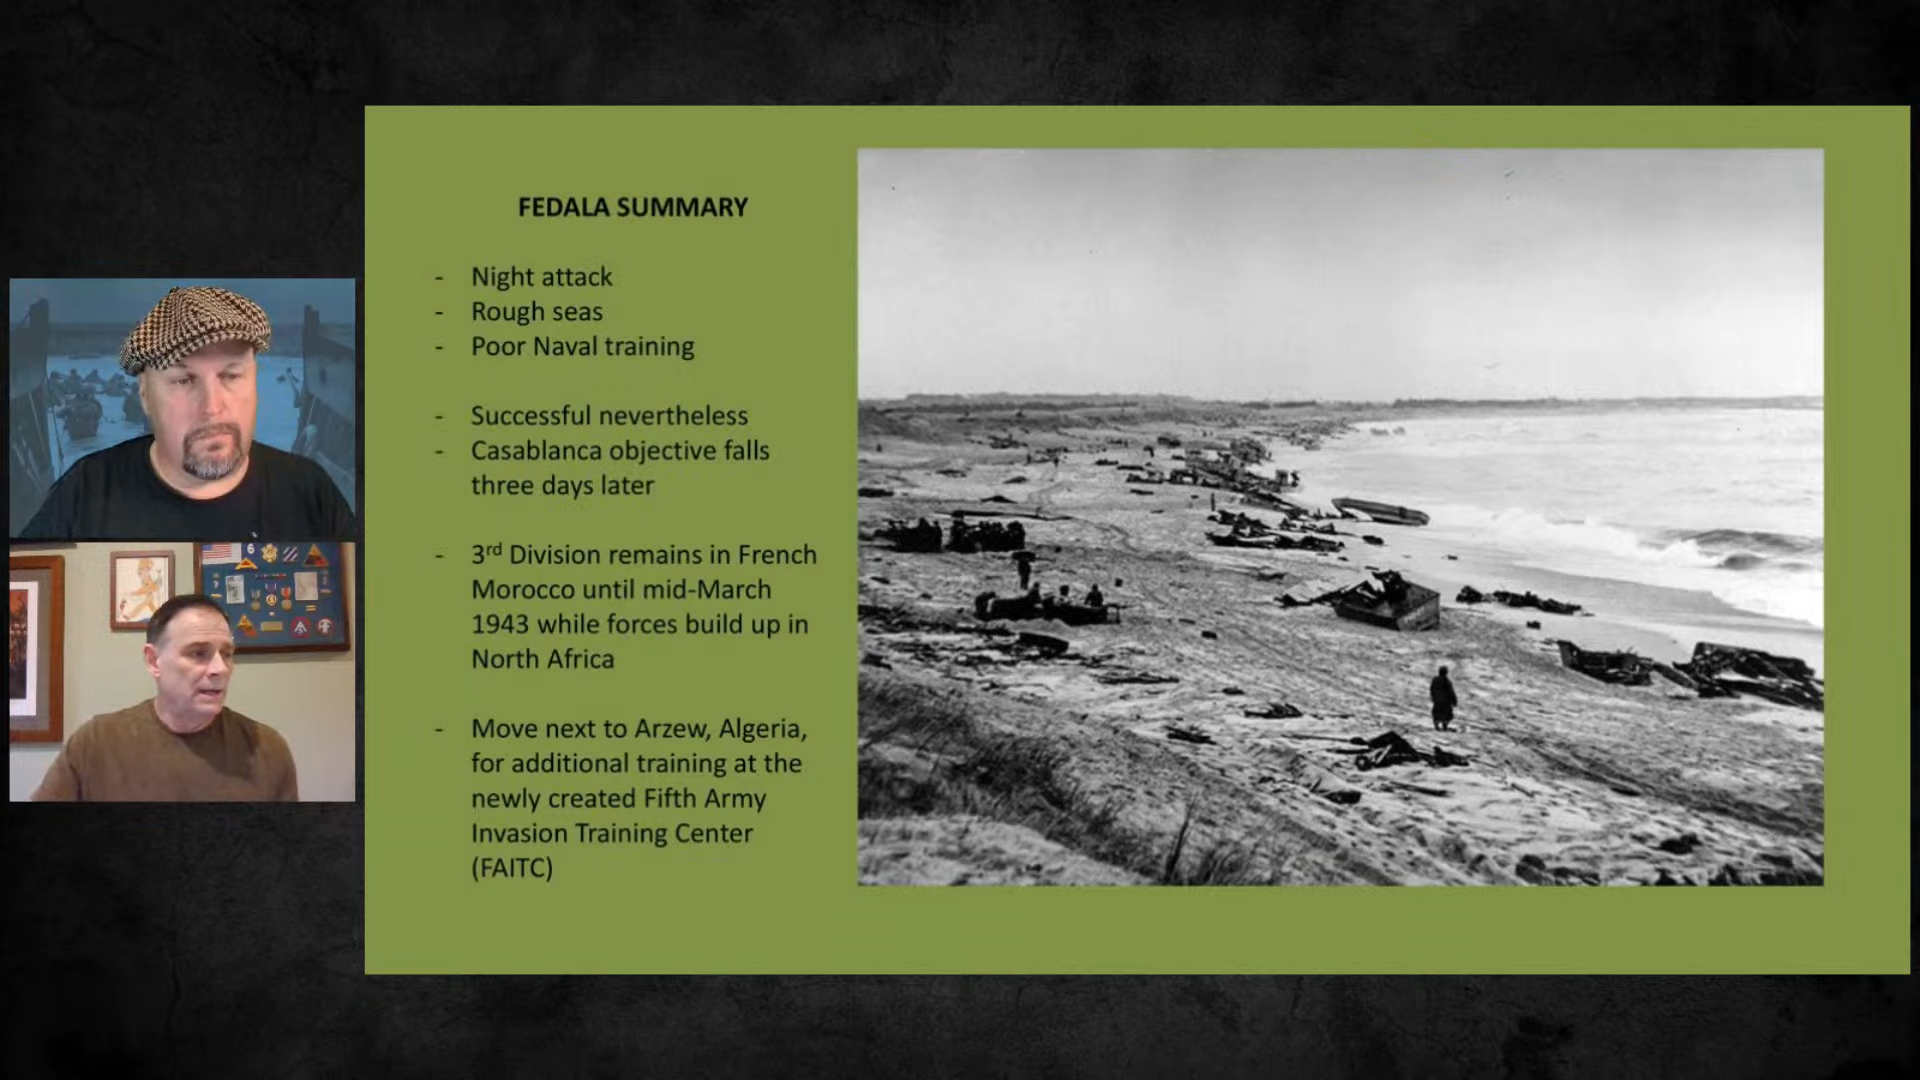 FEDALA SUMMARY
- Night attack
- Rough seas
- Poor Naval training
- Successful nevertheless
- Casablanca objective falls
three days later
- 3rd Division remains in French
Morocco until mid-March
1943 while forces build up in
North Africa
- Move next to Arzew, Algeria,
for additional training at the
newly created Fifth Army
Invasion Training Center
(FAITC)
6